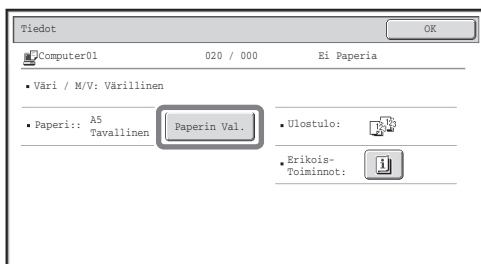 Tiedot
OK
Computer01 020 / 000 Ei Paperia
▪ Väri / M/V: Värillinen
▪ Paperi:: A5 Tavallinen
Paperin Val.
▪ Ulostulo:
▪ Erikois-
Toiminnot: